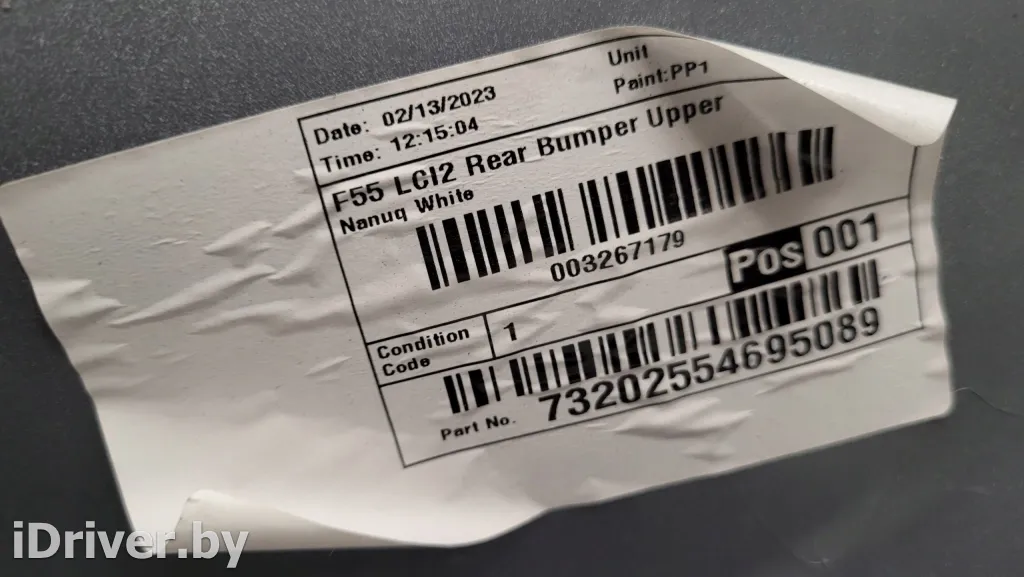 Date: 02/13/2023
Time: 12:15:04
Unit
Paint:PP1
F55 LCI2 Rear Bumper Upper
Nanuq White
003267179
Pos 001
Condition
Code
1
Part No. 73202554695089
iDriver.by